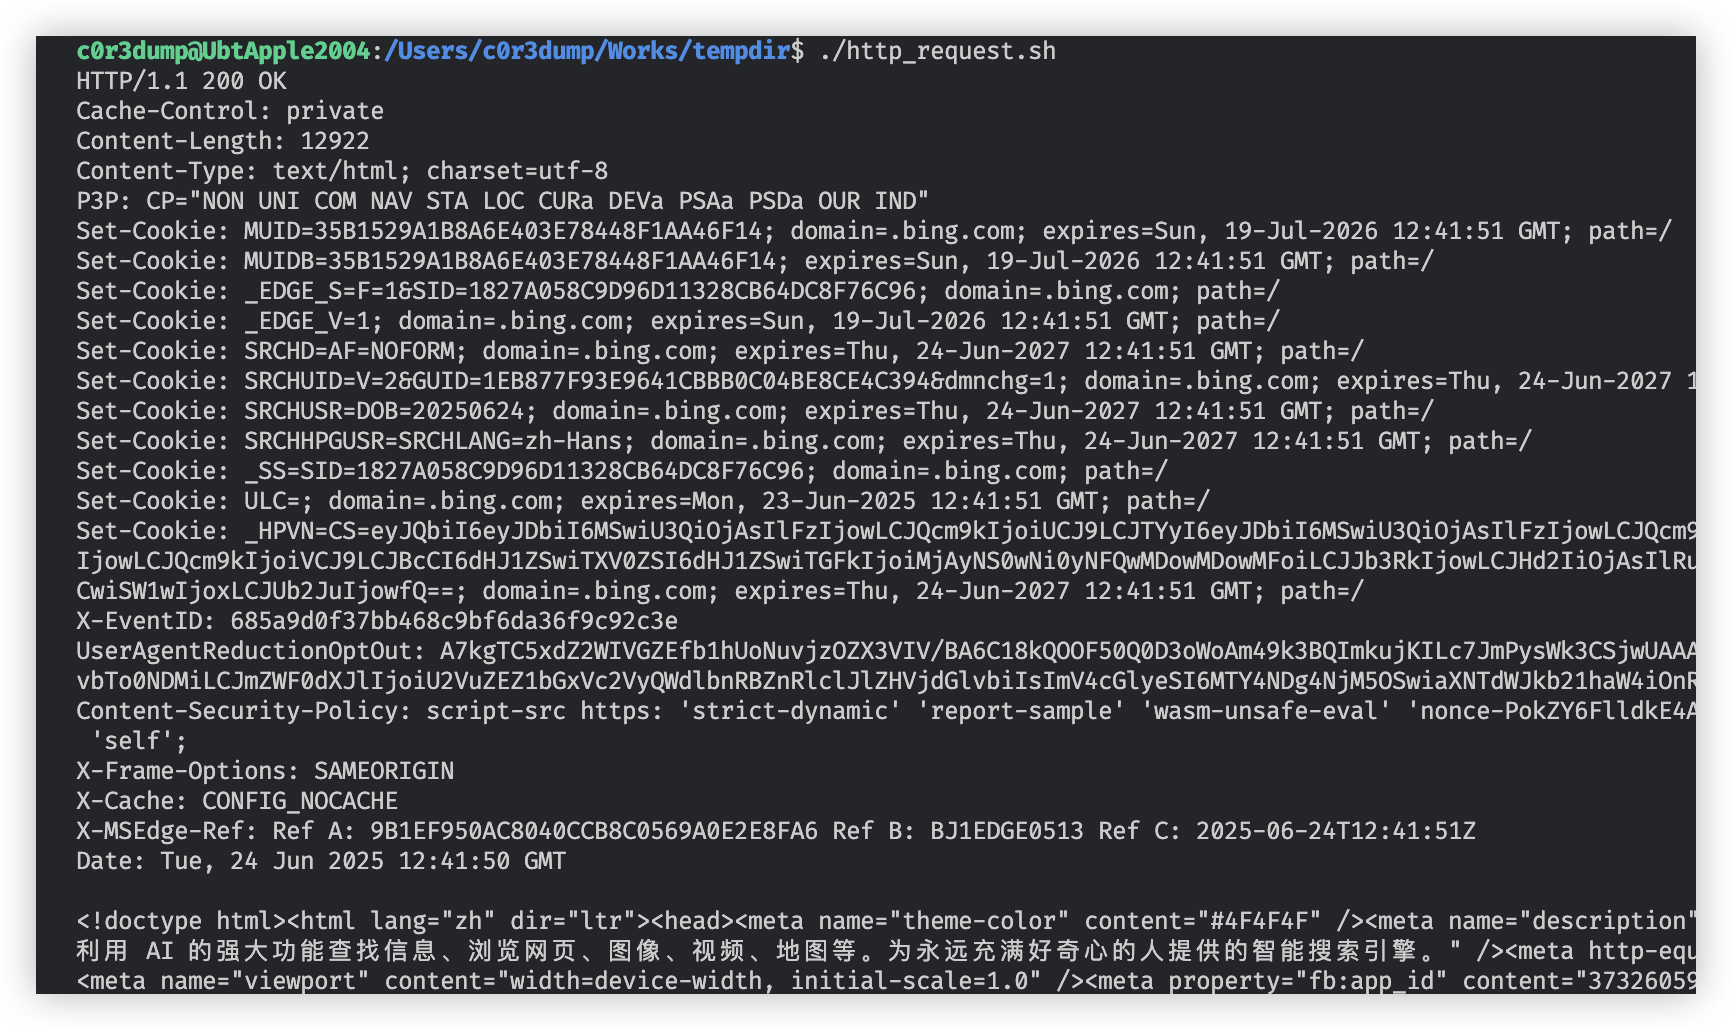 c0r3dump@UbtApple2004:/Users/c0r3dump/Works/tempdir$ ./http_request.sh
HTTP/1.1 200 OK
Cache-Control: private
Content-Length: 12922
Content-Type: text/html; charset=utf-8
P3P: CP="NON UNI COM NAV STA LOC CURa DEVa PSAa PSDa OUR IND"
Set-Cookie: MUID=35B1529A1B8A6E403E78448F1AA46F14; domain=.bing.com; expires=Sun, 19-Jul-2026 12:41:51 GMT; path=/
Set-Cookie: MUIDB=35B1529A1B8A6E403E78448F1AA46F14; expires=Sun, 19-Jul-2026 12:41:51 GMT; path=/
Set-Cookie: _EDGE_S=F=1&SID=1827A058C9D96D11328CB64DC8F76C96; domain=.bing.com; path=/
Set-Cookie: _EDGE_V=1; domain=.bing.com; expires=Sun, 19-Jul-2026 12:41:51 GMT; path=/
Set-Cookie: SRCHD=AF=NOFORM; domain=.bing.com; expires=Thu, 24-Jun-2027 12:41:51 GMT; path=/
Set-Cookie: SRCHUID=V=2&GUID=1EB877F93E9641CBBB0C04BE8CE4C394&dmnchg=1; domain=.bing.com; expires=Thu, 24-Jun-2027 1
Set-Cookie: SRCHUSR=DOB=20250624; domain=.bing.com; expires=Thu, 24-Jun-2027 12:41:51 GMT; path=/
Set-Cookie: SRCHHPGUSR=SRCHLANG=zh-Hans; domain=.bing.com; expires=Thu, 24-Jun-2027 12:41:51 GMT; path=/
Set-Cookie: _SS=SID=1827A058C9D96D11328CB64DC8F76C96; domain=.bing.com; path=/
Set-Cookie: ULC=; domain=.bing.com; expires=Mon, 23-Jun-2025 12:41:51 GMT; path=/
Set-Cookie: _HPVN=CS=eyJQbiI6eyJDbiI6MSwiU3QiOjAsIlFzIjowLCJQcm9kIjoiUCJ9LCJTYyI6eyJDbiI6MSwiU3QiOjAsIlFzIjowLCJQcm9
IjowLCJQcm9kIjoiVCJ9LCJBcCI6dHJ1ZSwiTXV0ZSI6dHJ1ZSwiTGFkIjoiMjAyNS0wNi0yNFQwMDowMDowMFoiLCJJb3RkIjowLCJHd2IiOjAsIlRu
CwiSW1wIjoxLCJUb2JuIjowfQ==; domain=.bing.com; expires=Thu, 24-Jun-2027 12:41:51 GMT; path=/
X-EventID: 685a9d0f37bb468c9bf6da36f9c92c3e
UserAgentReductionOptOut: A7kgTC5xdZ2WIVGZEfb1hUoNuvjzOZX3VIV/BA6C18kQOOF50Q0D3oWoAm49k3BQImkujKILc7JmPysWk3CSjwUAAA
vbTo0NDMiLCJmZWF0dXJlIjoiU2VuZEZ1bGxVc2VyQWdlbnRBZnRlclJlZHVjdGlvbiIsImV4cGlyeSI6MTY4NDg4NjM5OSwiaXNTdWJkb21haW4iOnR
Content-Security-Policy: script-src https: 'strict-dynamic' 'report-sample' 'wasm-unsafe-eval' 'nonce-PokZY6FlldkE4A
'self';
X-Frame-Options: SAMEORIGIN
X-Cache: CONFIG_NOCACHE
X-MSEdge-Ref: Ref A: 9B1EF950AC8040CCB8C0569A0E2E8FA6 Ref B: BJ1EDGE0513 Ref C: 2025-06-24T12:41:51Z
Date: Tue, 24 Jun 2025 12:41:50 GMT
<!doctype html><html lang="zh" dir="ltr"><head><meta name="theme-color" content="#4F4F4F" /><meta name="description"
利用 AI 的强大功能查找信息、浏览网页、图像、视频、地图等。为永远充满好奇心的人提供的智能搜索引擎。" /><meta http-equ
<meta name="viewport" content="width=device-width, initial-scale=1.0" /><meta property="fb:app_id" content="37326059